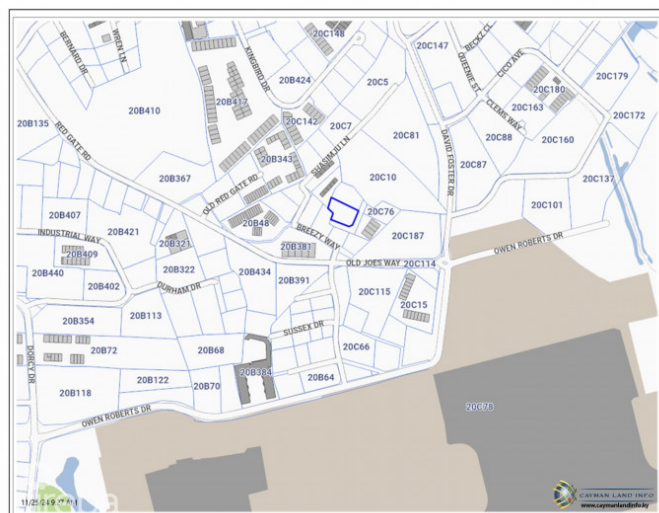 20C148
20C147
BECKZ CL
WREN LN
BERNARD DR
KINGBIRD DR
QUEENIE ST
CICO AVE
20B424
20C5
20C179
20C180
20B410
20B417
20C163
20C172
20B135
RED GATE RD
20C142
20C7
20C81
CLEMS WAY
20C88
20C160
20B343
SHASIMJU LN
DAVID FOSTER DR
20B367
20C10
20C87
20C137
OLD RED GATE RD
20B407
20C76
20C101
20B48
20B421
BREEZY WAY
20C187
INDUSTRIAL WAY
20B321
20B381
OWEN ROBERTS DR
20B409
20B440
20B322
20B434
OLD JOES WAY
20C114
20B402
DURHAM DR
20B391
20C115
20C15
20B354
20B113
SUSSEX DR
DORCY DR
20B72
20B68
20C66
20B384
20B122
20B70
20B64
20B118
20C78
OWEN ROBERTS DR
CAYMAN LAND INFO
www.caymanlandinfo.ky